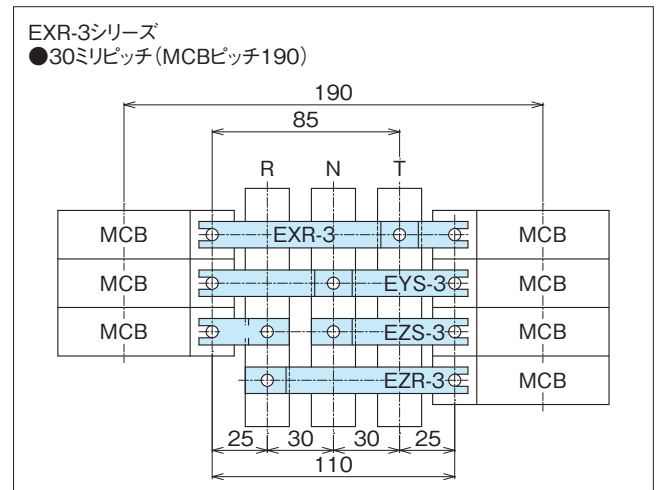 EXR-3シリーズ
●30ミリピッチ(MCBピッチ190)
190
85
R N T
MCB EXR-3 MCB
MCB EYS-3 MCB
MCB EZS-3 MCB
EZR-3 MCB
25 30 30 25
110